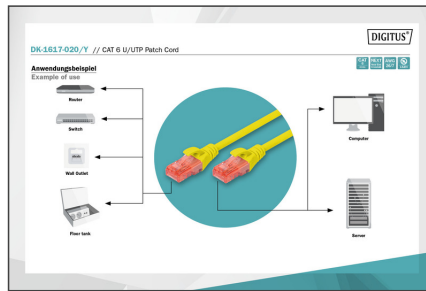 DIGITUS®
DK-1617-020/Y // CAT 6 U/UTP Patch Cord
Anwendungsbeispiel
Example of use
Router
Switch
Wall Outlet
Floor tank
Computer
Server